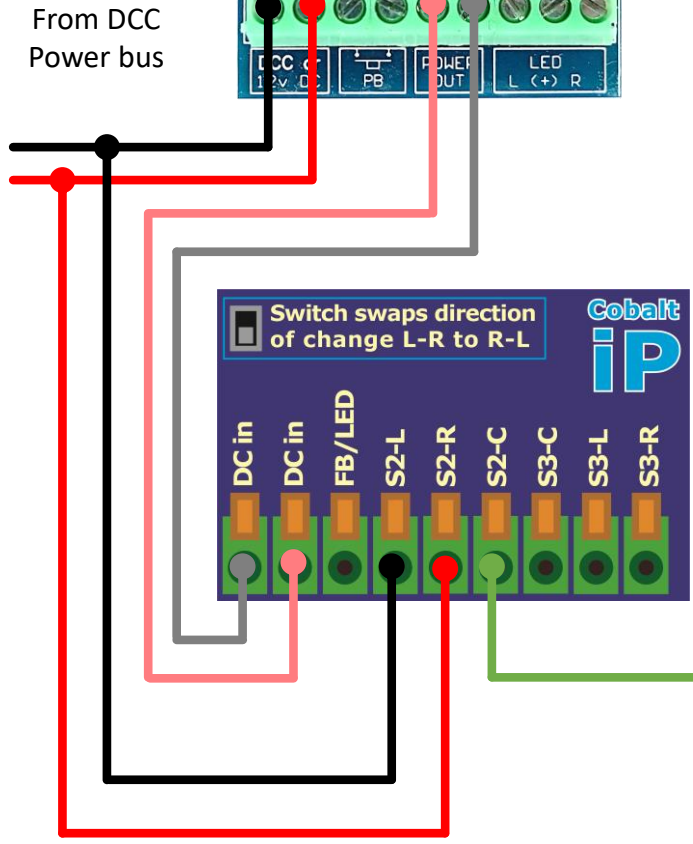 From DCC
Power bus
DCC or
12v DC
PB
POWER
OUT
LED
L (+) R
Switch swaps direction
of change L-R to R-L
Cobalt
iP
DC in
DC in
FB/LED
S2-L
S2-R
S2-C
S3-C
S3-L
S3-R